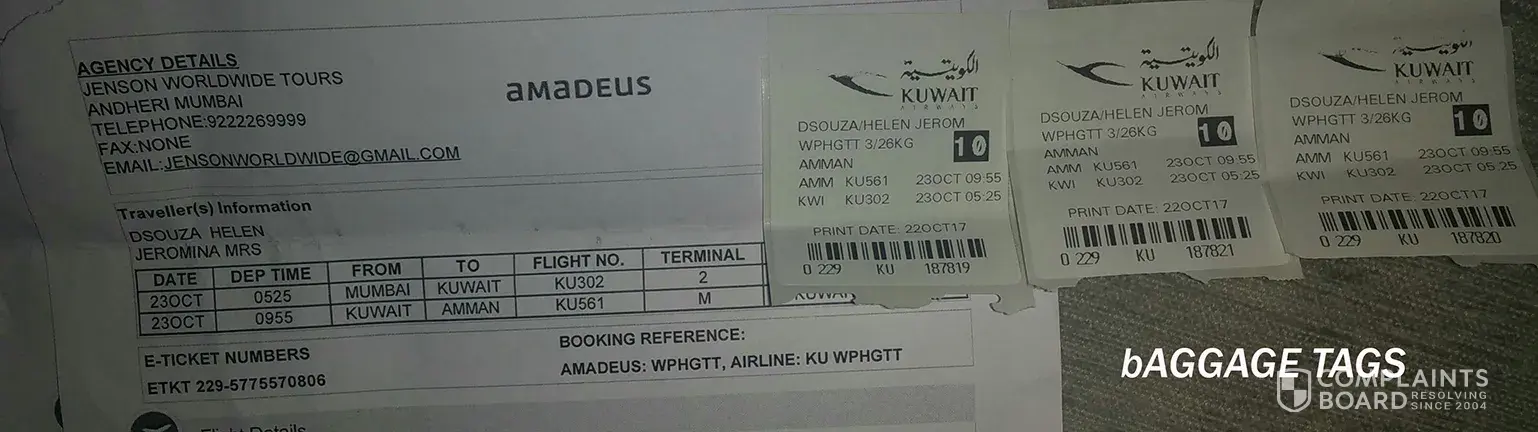 AGENCY DETAILS
JENSON WORLDWIDE TOURS
ANDHERI MUMBAI
TELEPHONE:9222269999
FAX:NONE
EMAIL:JENSONWORLDWIDE@GMAIL.COM
amadeus
Traveller(s) Information
DSOUZA HELEN
JEROMINA MRS
DATE DEP TIME FROM TO FLIGHT NO. TERMINAL
23OCT 0525 MUMBAI KUWAIT KU302 2
23OCT 0955 KUWAIT AMMAN KU561 M
E-TICKET NUMBERS
ETKT 229-5775570806
BOOKING REFERENCE:
AMADEUS: WPHGTT, AIRLINE: KU WPHGTT
Flight Details
الكويتية
KUWAIT
AIRWAYS
DSOUZA/HELEN JEROM
WPHGTT 3/26KG 10
AMMAN
AMM KU561 23OCT 09:55
KWI KU302 23OCT 05:25
PRINT DATE: 22OCT17
0 229 KU 187819
الكويتية
KUWAIT
AIRWAYS
DSOUZA/HELEN JEROM
WPHGTT 3/26KG 10
AMMAN
AMM KU561 23OCT 09:55
KWI KU302 23OCT 05:25
PRINT DATE: 22OCT17
0 229 KU 187821
الكويتية
KUWAIT
AIRWAYS
DSOUZA/HELEN JEROM
WPHGTT 3/26KG 10
AMMAN
AMM KU561 23OCT 09:55
KWI KU302 23OCT 05:25
PRINT DATE: 22OCT17
0 229 KU 187820
bAGGAGE TAGS
COMPLAINTS
BOARD RESOLVING
SINCE 2004